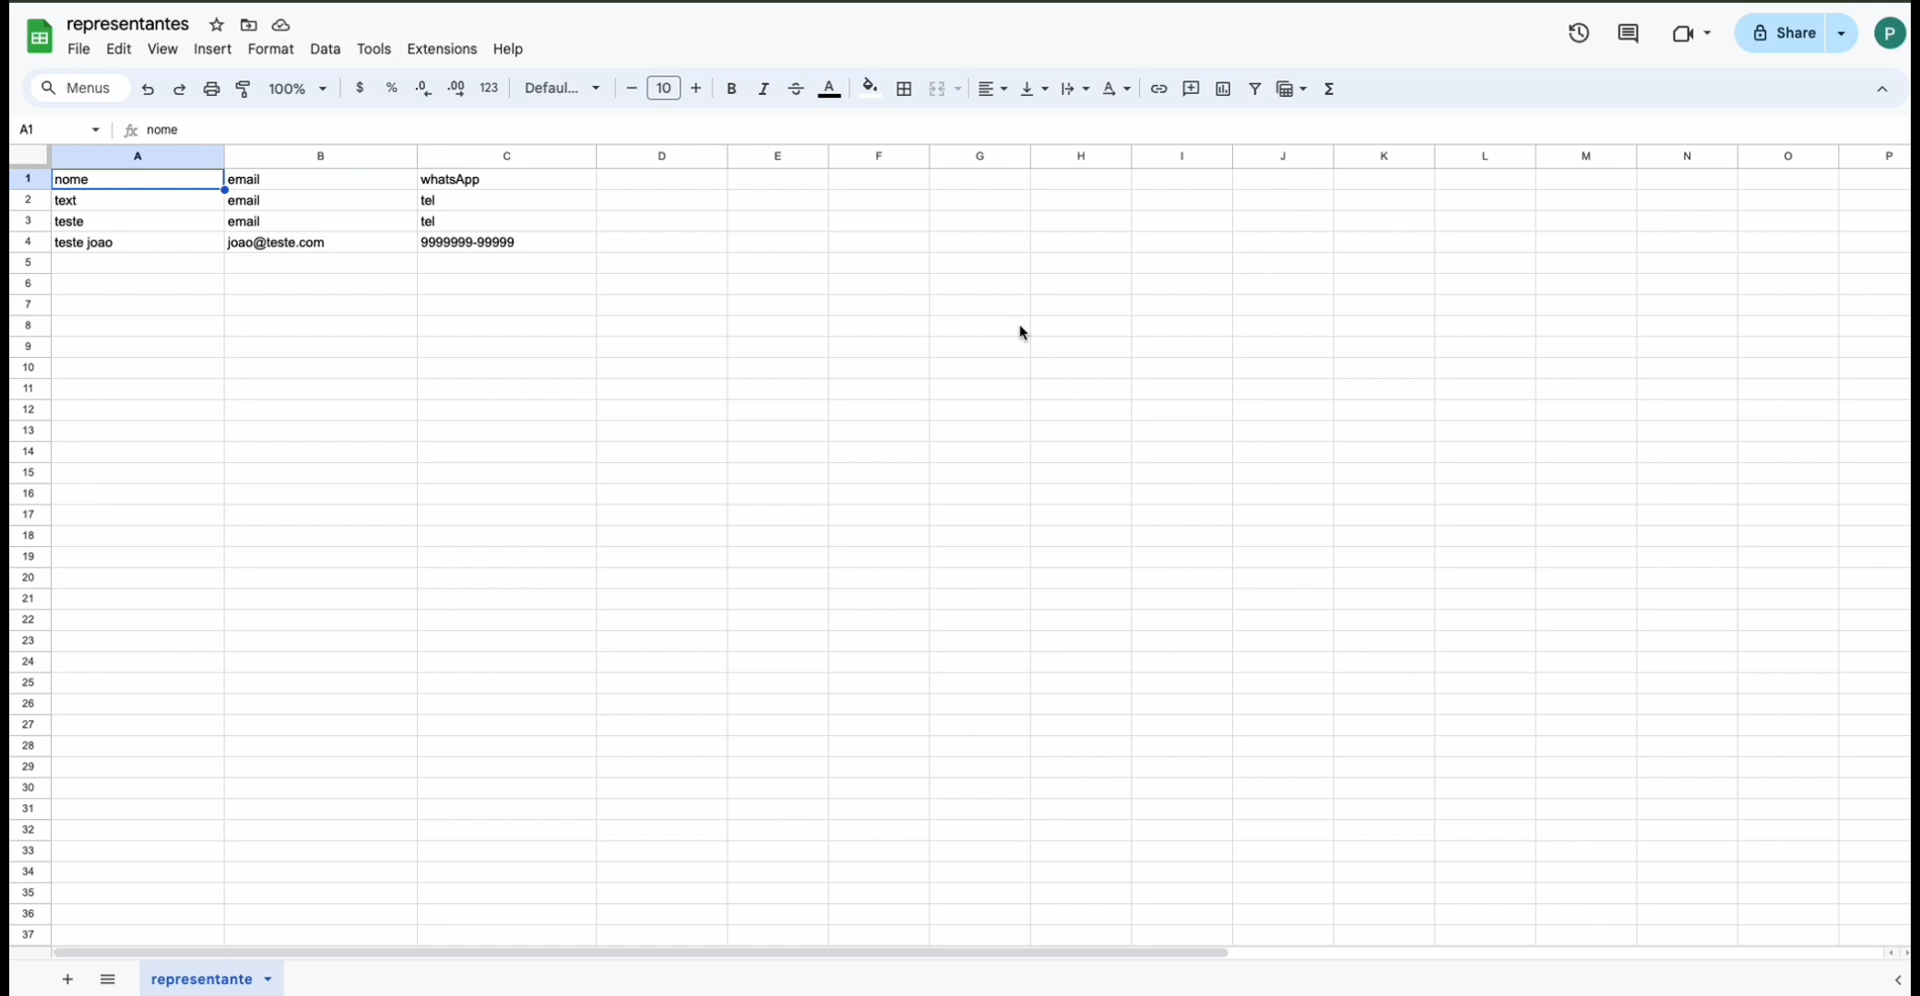 representantes
File Edit View Insert Format Data Tools Extensions Help
Share
P
Menus 100% $ % .0 .00 123 Defaul... 10 B I S A Σ
A1 fx nome
A B C D E F G H I J K L M N O P
1 nome email whatsApp
2 text email tel
3 teste email tel
4 teste joao joao@teste.com 9999999-99999
5
6
7
8
9
10
11
12
13
14
15
16
17
18
19
20
21
22
23
24
25
26
27
28
29
30
31
32
33
34
35
36
37
representante